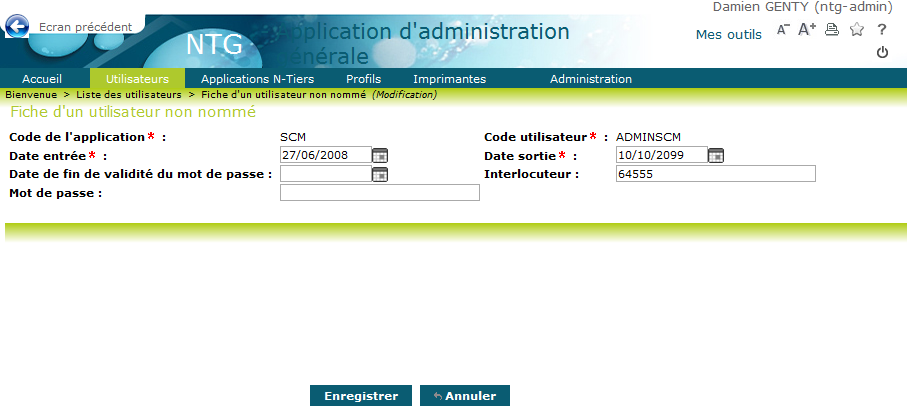 Damien GENTY (ntg-admin)
Ecran précédent
NTG
Application d'administration
générale
Mes outils A- A+ ?
Accueil Utilisateurs Applications N-Tiers Profils Imprimantes Administration
Bienvenue > Liste des utilisateurs > Fiche d'un utilisateur non nommé (Modification)
Fiche d'un utilisateur non nommé
Code de l'application* : SCM Code utilisateur* : ADMINSCM
Date entrée* : 27/06/2008 Date sortie* : 10/10/2099
Date de fin de validité du mot de passe : Interlocuteur : 64555
Mot de passe :
Enregistrer Annuler